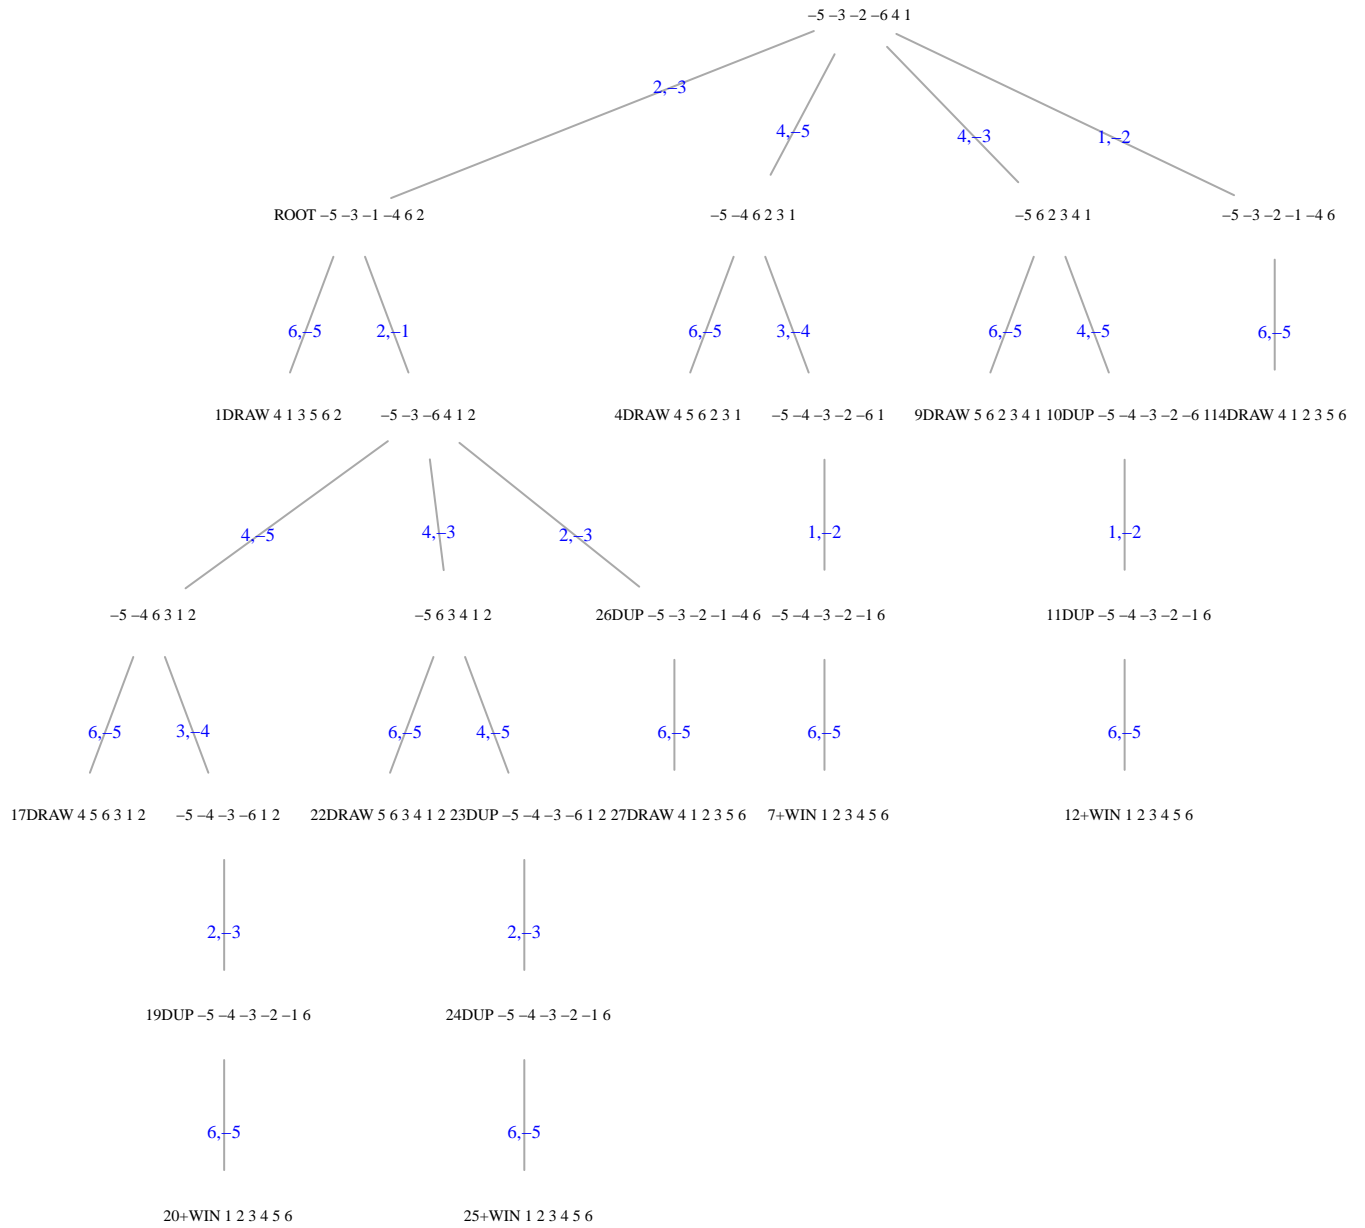 −5 −3 −2 −6 4 1
2,−3
4,−5
4,−3
1,−2
ROOT −5 −3 −1 −4 6 2
−5 −4 6 2 3 1
−5 6 2 3 4 1
−5 −3 −2 −1 −4 6
6,−5
2,−1
6,−5
3,−4
6,−5
4,−5
6,−5
1DRAW 4 1 3 5 6 2
−5 −3 −6 4 1 2
4DRAW 4 5 6 2 3 1
−5 −4 −3 −2 −6 1
9DRAW 5 6 2 3 4 1
10DUP −5 −4 −3 −2 −6 1
14DRAW 4 1 2 3 5 6
4,−5
4,−3
2,−3
1,−2
1,−2
−5 −4 6 3 1 2
−5 6 3 4 1 2
26DUP −5 −3 −2 −1 −4 6
−5 −4 −3 −2 −1 6
11DUP −5 −4 −3 −2 −1 6
6,−5
3,−4
6,−5
4,−5
6,−5
6,−5
6,−5
17DRAW 4 5 6 3 1 2
−5 −4 −3 −6 1 2
22DRAW 5 6 3 4 1 2
23DUP −5 −4 −3 −6 1 2
27DRAW 4 1 2 3 5 6
7+WIN 1 2 3 4 5 6
12+WIN 1 2 3 4 5 6
2,−3
2,−3
19DUP −5 −4 −3 −2 −1 6
24DUP −5 −4 −3 −2 −1 6
6,−5
6,−5
20+WIN 1 2 3 4 5 6
25+WIN 1 2 3 4 5 6